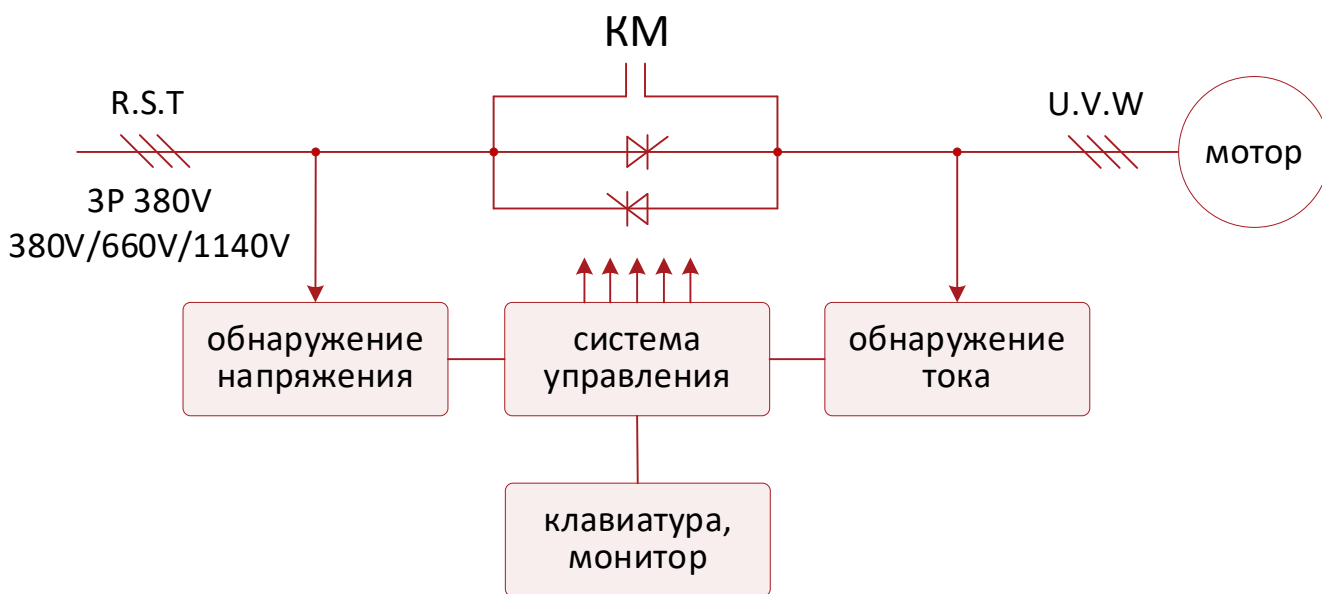 КМ
R.S.T
U.V.W
мотор
3P 380V
380V/660V/1140V
обнаружение
напряжения
система
управления
обнаружение
тока
клавиатура,
монитор